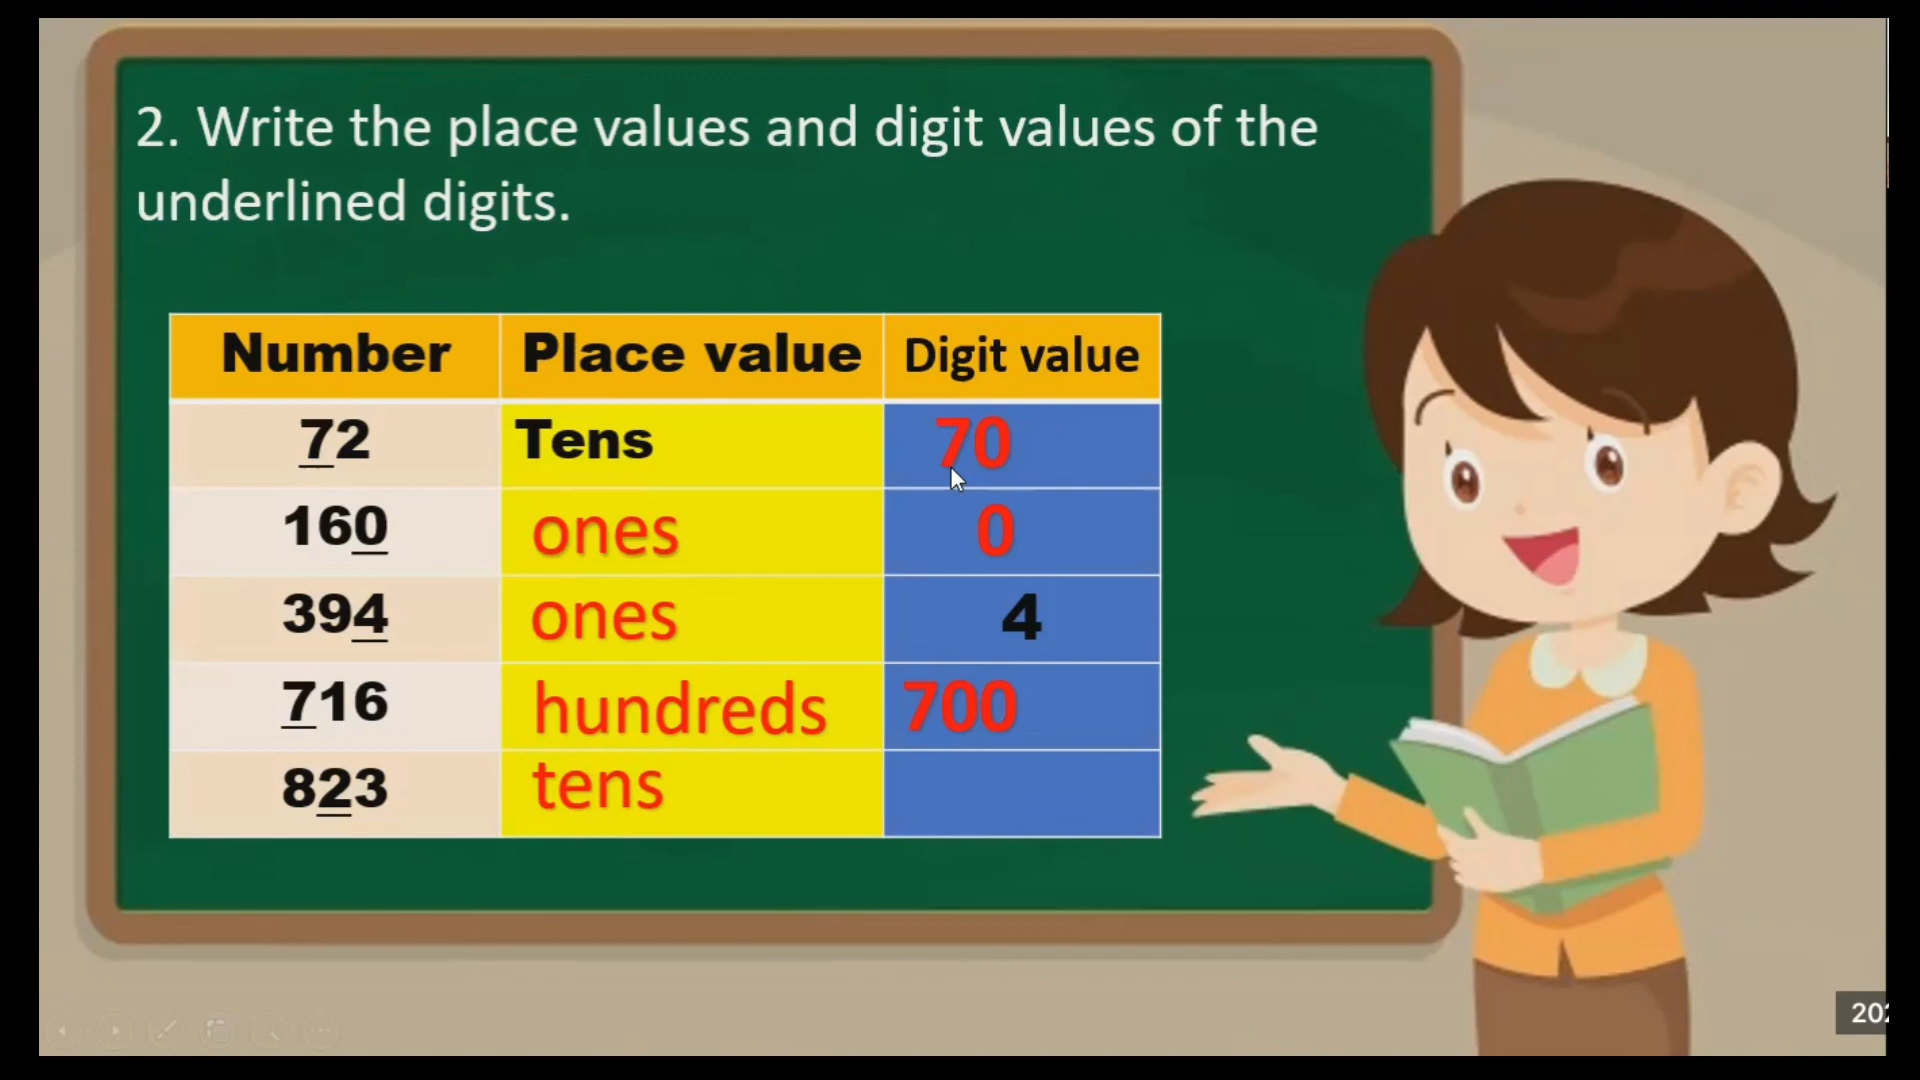 2. Write the place values and digit values of the
underlined digits.
Number Place value Digit value
72 Tens 70
160 ones 0
394 ones 4
716 hundreds 700
823 tens